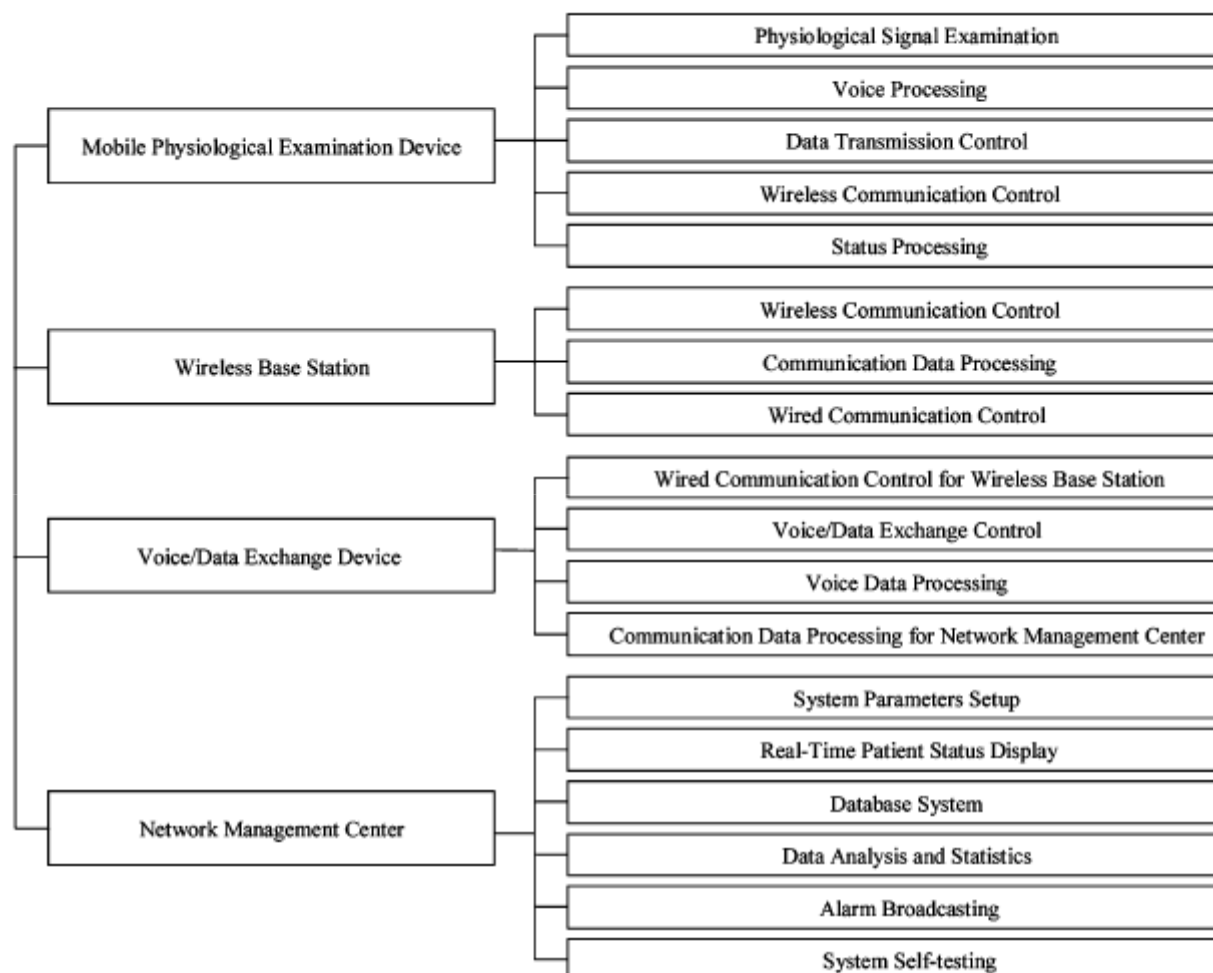 Mobile Physiological Examination Device
Physiological Signal Examination
Voice Processing
Data Transmission Control
Wireless Communication Control
Status Processing
Wireless Base Station
Wireless Communication Control
Communication Data Processing
Wired Communication Control
Voice/Data Exchange Device
Wired Communication Control for Wireless Base Station
Voice/Data Exchange Control
Voice Data Processing
Communication Data Processing for Network Management Center
Network Management Center
System Parameters Setup
Real-Time Patient Status Display
Database System
Data Analysis and Statistics
Alarm Broadcasting
System Self-testing